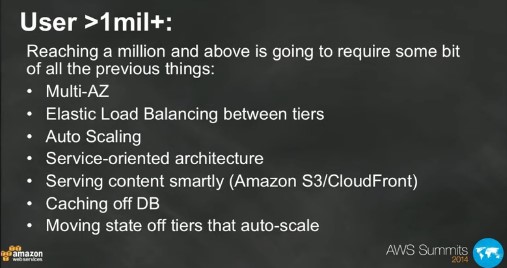 User >1mil+:
Reaching a million and above is going to require some bit
of all the previous things:
• Multi-AZ
• Elastic Load Balancing between tiers
• Auto Scaling
• Service-oriented architecture
• Serving content smartly (Amazon S3/CloudFront)
• Caching off DB
• Moving state off tiers that auto-scale
amazon
web services
AWS Summits
2014